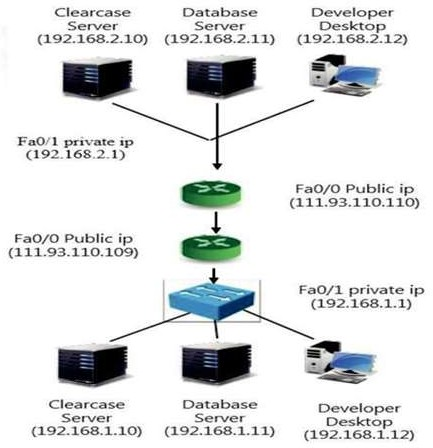 Clearcase
Server
(192.168.2.10)
Database
Server
(192.168.2.11)
Developer
Desktop
(192.168.2.12)
Fa0/1 private ip
(192.168.2.1)
Fa0/0 Public ip
(111.93.110.110)
Fa0/0 Public ip
(111.93.110.109)
Fa0/1 private ip
(192.168.1.1)
Clearcase
Server
(192.168.1.10)
Database
Server
(192.168.1.11)
Developer
Desktop
(192.168.1.12)